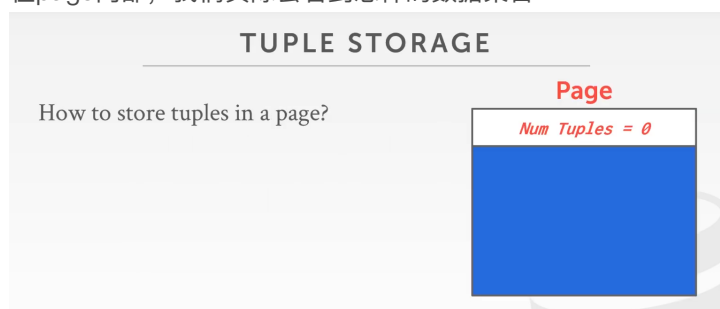 TUPLE STORAGE
How to store tuples in a page?
Page
Num Tuples = 0